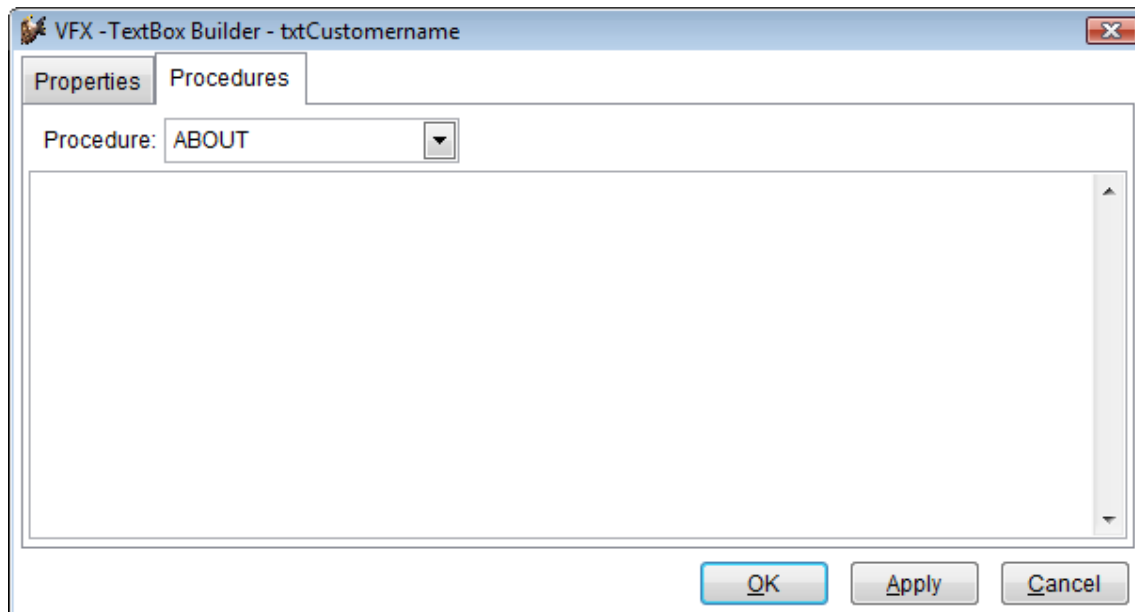 VFX -TextBox Builder - txtCustomername
Properties Procedures
Procedure: ABOUT
OK Apply Cancel